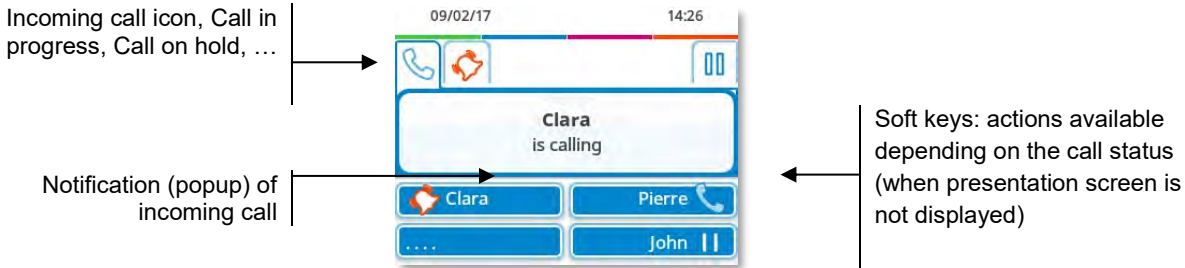 Incoming call icon, Call in
progress, Call on hold, …
09/02/17 14:26
Clara
is calling
Notification (popup) of
incoming call
Clara Pierre
.... John
Soft keys: actions available
depending on the call status
(when presentation screen is
not displayed)